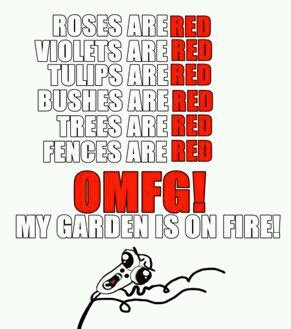 ROSES ARE RED
VIOLETS ARE RED
TULIPS ARE RED
BUSHES ARE RED
TREES ARE RED
FENCES ARE RED
OMFG!
MY GARDEN IS ON FIRE!